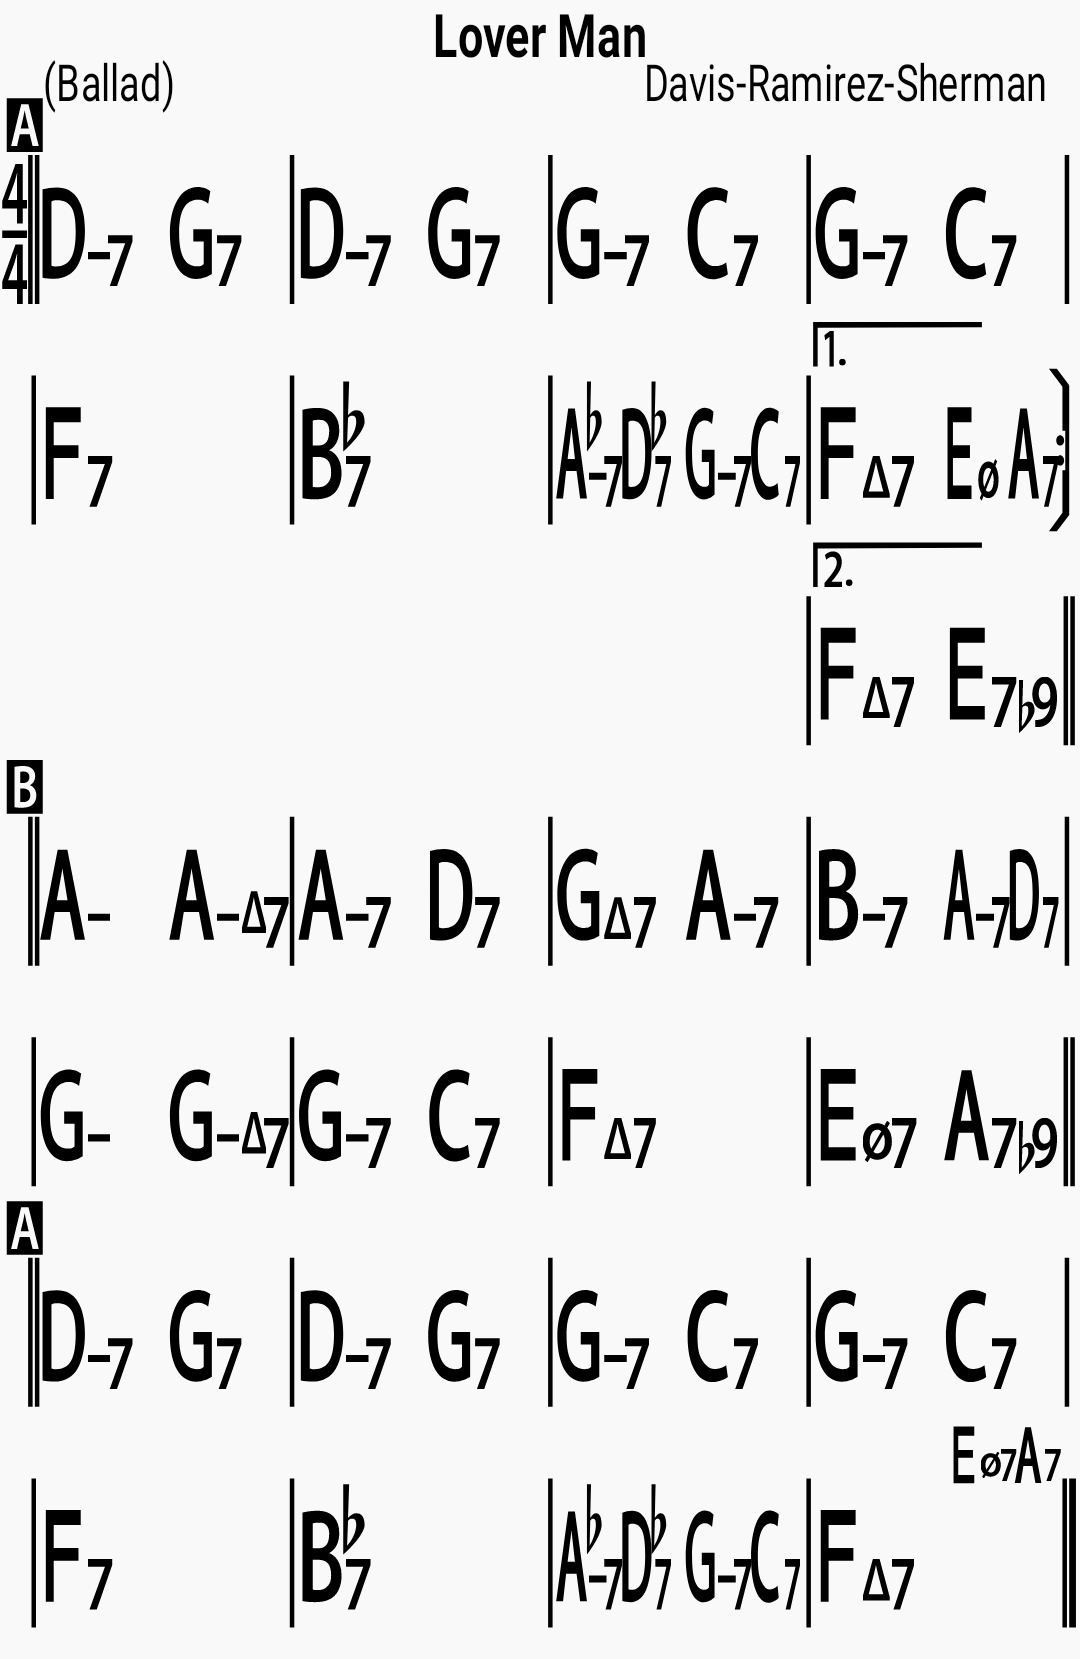 Lover Man
(Ballad) Davis-Ramirez-Sherman
A
4/4 D–7 G7 | D–7 G7 | G–7 C7 | G–7 C7
1.
F7 | B♭7 | A♭–7 D♭7 G–7 C7 | FΔ7 Eø A7
2.
FΔ7 E7♭9
B
A– A–Δ7 | A–7 D7 | GΔ7 A–7 | B–7 A–7 D7
G– G–Δ7 | G–7 C7 | FΔ7 | Eø7 A7♭9
A
D–7 G7 | D–7 G7 | G–7 C7 | G–7 C7
Eø7 A7
F7 | B♭7 | A♭–7 D♭7 G–7 C7 | FΔ7